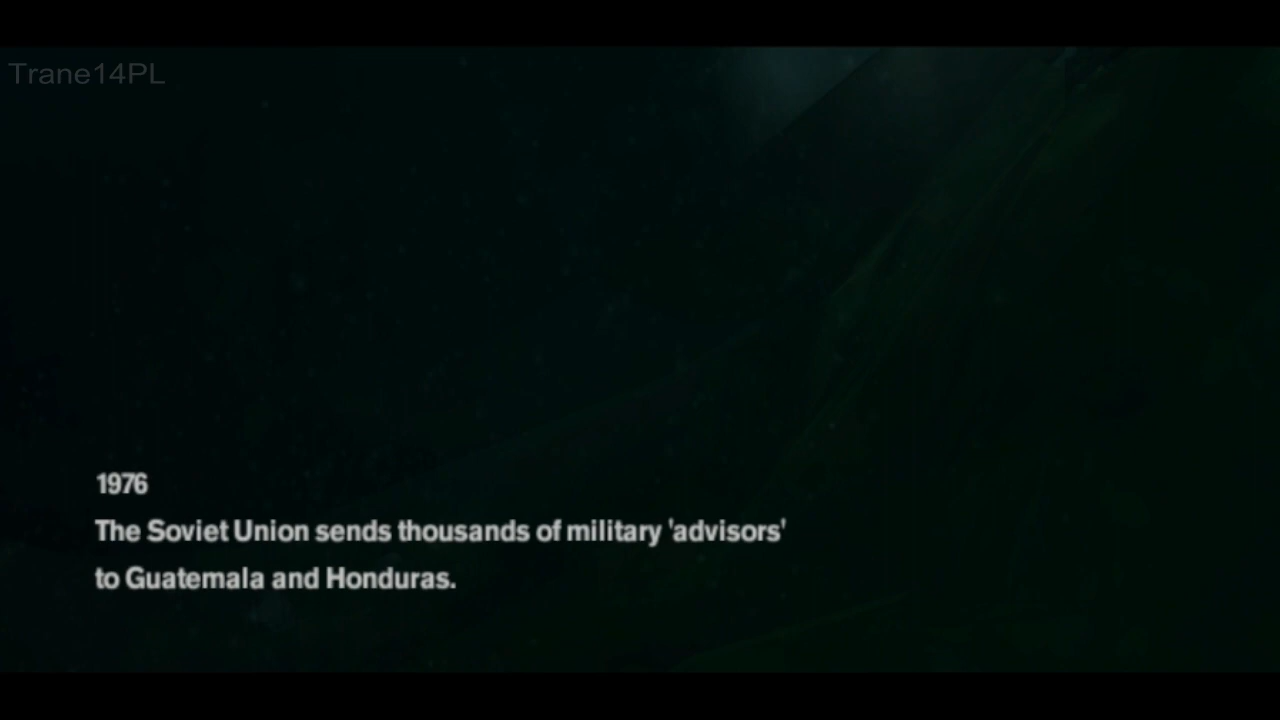 Trane14PL
1976
The Soviet Union sends thousands of military 'advisors'
to Guatemala and Honduras.